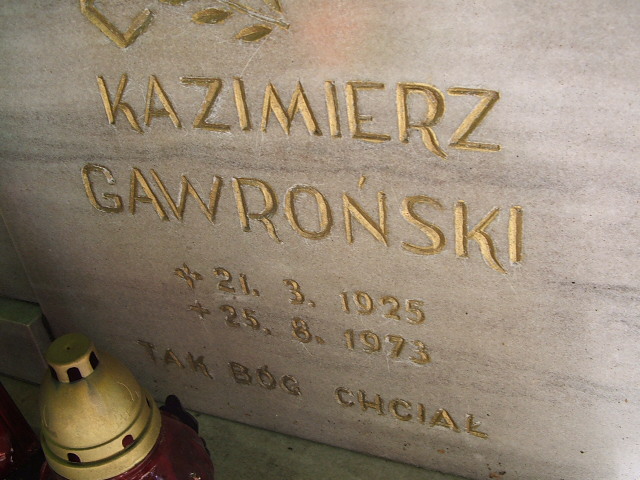 KAZIMIERZ
GAWROŃSKI
* 21. 3. 1925
+ 25. 8. 1973
TAK BÓG CHCIAŁ